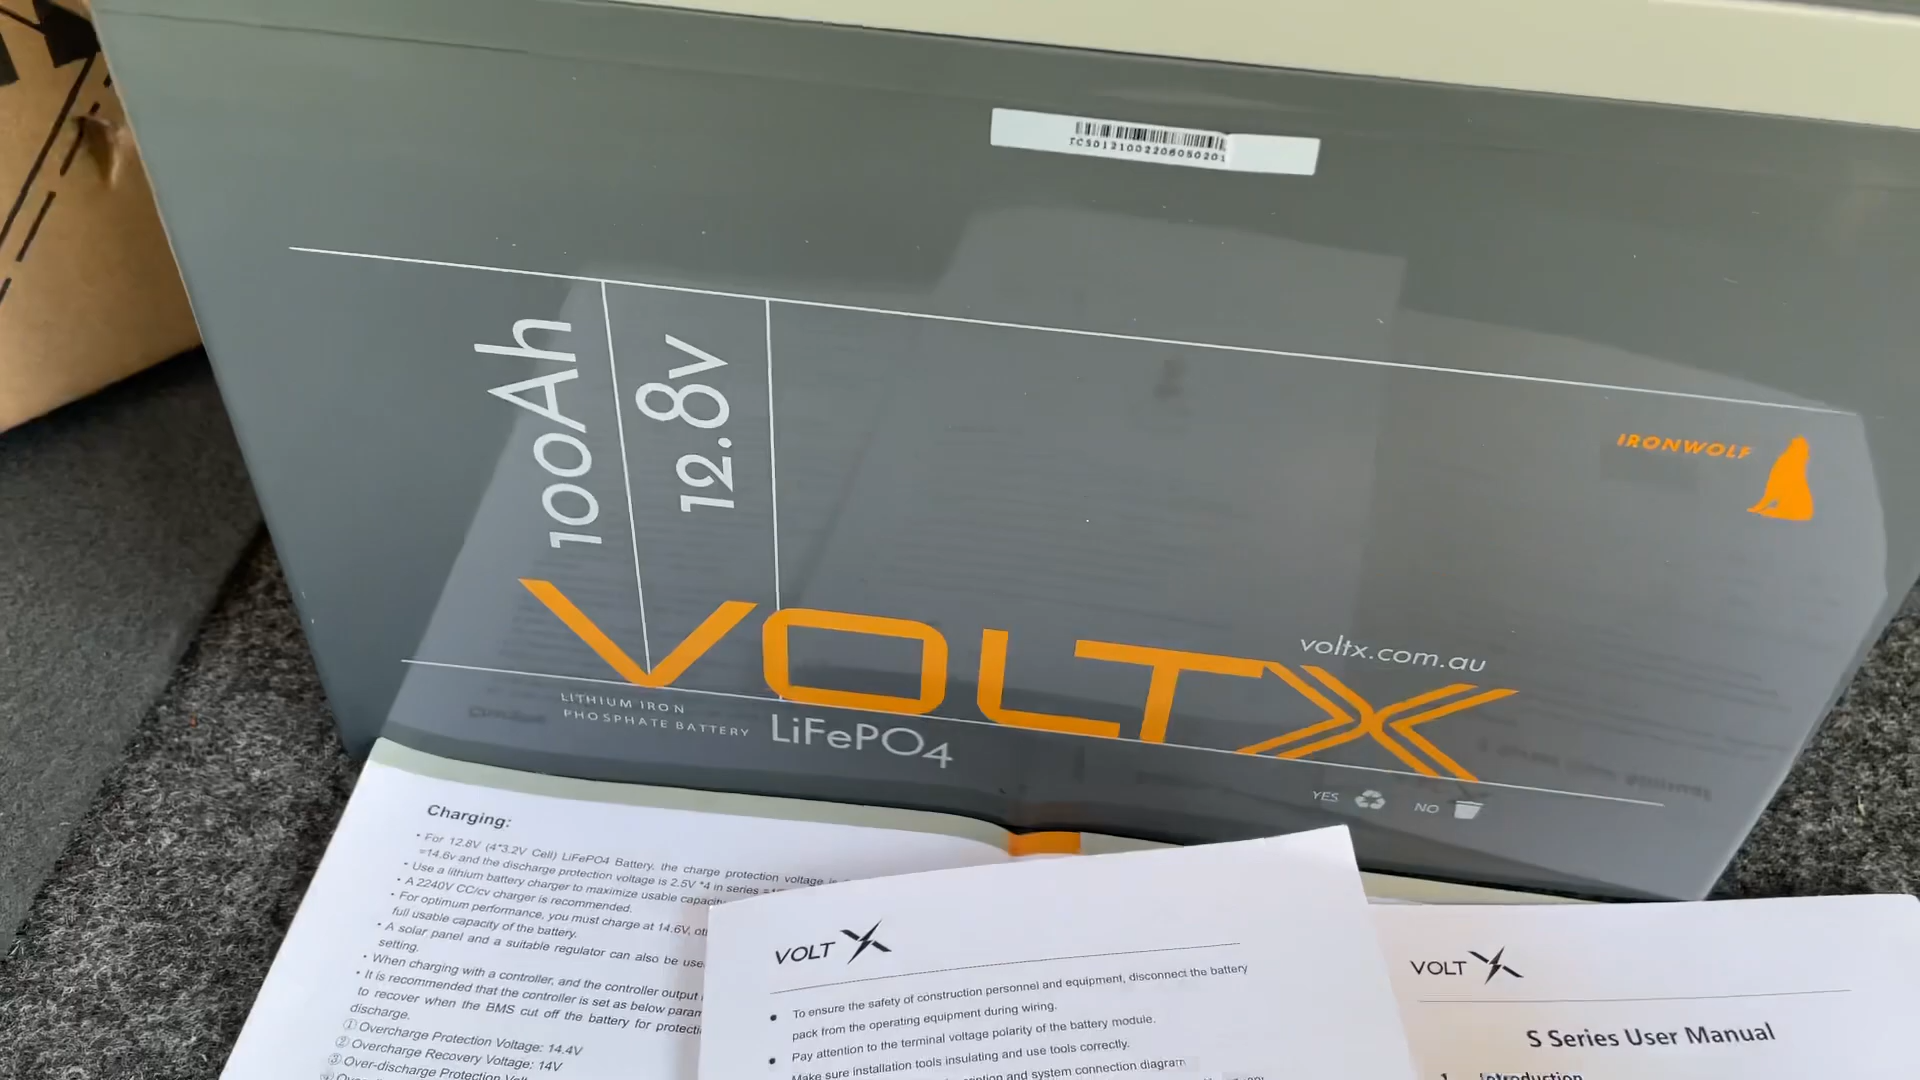 TCS0121002206050201
100Ah
12.8V
IRONWOLF
VOLTX
voltx.com.au
LITHIUM IRON
PHOSPHATE BATTERY
LiFePO4
YES
NO
Charging:
• For 12.8V (4*3.2V Cell) LiFePO4 Battery, the charge protection voltage is
=14.6v and the discharge protection voltage is 2.5V *4 in series
• Use a lithium battery charger to maximize usable capacity
• A 2240V CC/cv charger is recommended.
• For optimum performance, you must charge at 14.6V,
full usable capacity of the battery.
• A solar panel and a suitable regulator can also be
setting.
• When charging with a controller, and the controller output
• It is recommended that the controller is set as below
to recover when the BMS cut off the battery for
discharge.
① Overcharge Protection Voltage: 14.4V
② Overcharge Recovery Voltage: 14V
③ Over-discharge Protection
VOLT X
• To ensure the safety of construction personnel and equipment, disconnect the battery
pack from the operating equipment during wiring.
• Pay attention to the terminal voltage polarity of the battery module.
Make sure installation tools insulating and use tools correctly.
and system connection diagram
VOLT X
S Series User Manual
1. Introduction